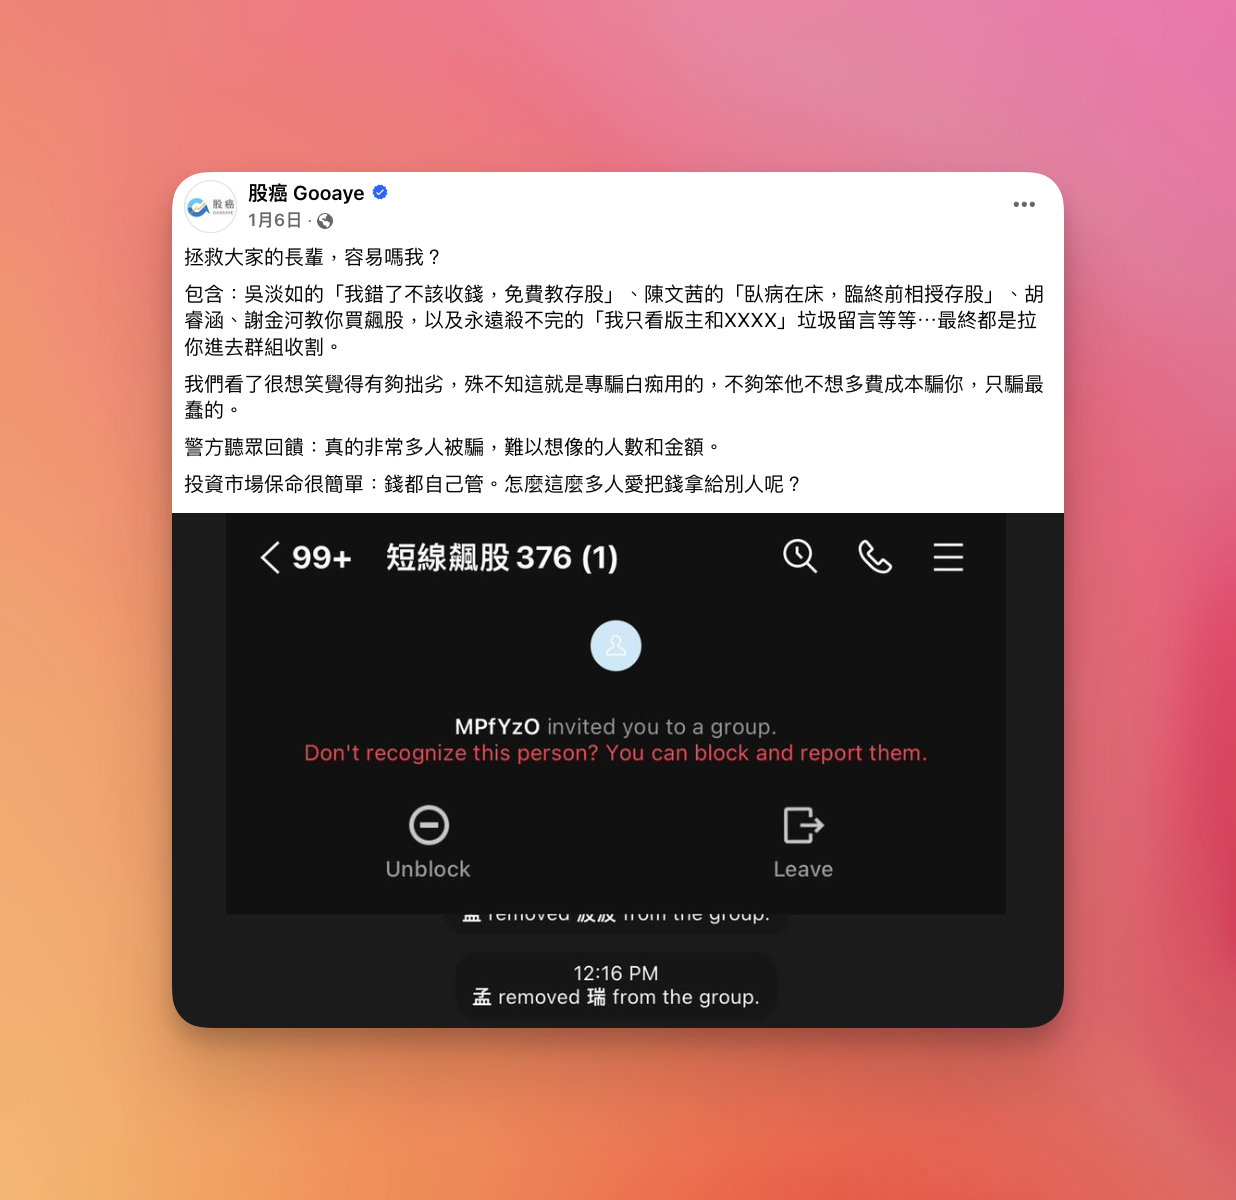 股癌 Gooaye
股癌
GOOAYE
1月6日 ·
拯救大家的長輩，容易嗎我？
包含：吳淡如的「我錯了不該收錢，免費教存股」、陳文茜的「臥病在床，臨終前相授存股」、胡
睿涵、謝金河教你買飆股，以及永遠殺不完的「我只看版主和XXXX」垃圾留言等等⋯最終都是拉
你進去群組收割。
我們看了很想笑覺得有夠拙劣，殊不知這就是專騙白痴用的，不夠笨他不想多費成本騙你，只騙最
蠢的。
警方聽眾回饋：真的非常多人被騙，難以想像的人數和金額。
投資市場保命很簡單：錢都自己管。怎麼這麼多人愛把錢拿給別人呢？
99+ 短線飆股 376 (1)
MPfYzO invited you to a group.
Don't recognize this person? You can block and report them.
Unblock Leave
孟 removed 波波 from the group.
12:16 PM
孟 removed 瑞 from the group.